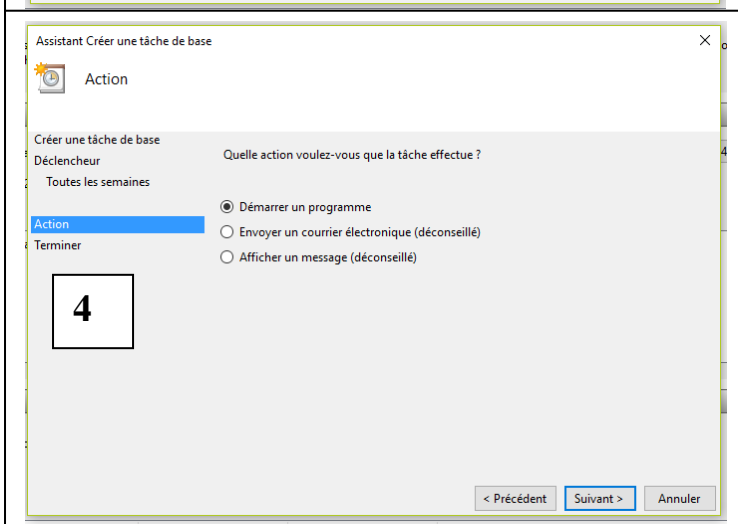 Assistant Créer une tâche de base
Action
Créer une tâche de base
Déclencheur
Toutes les semaines
Action
Terminer
Quelle action voulez-vous que la tâche effectue ?
Démarrer un programme
Envoyer un courrier électronique (déconseillé)
Afficher un message (déconseillé)
4
< Précédent
Suivant >
Annuler